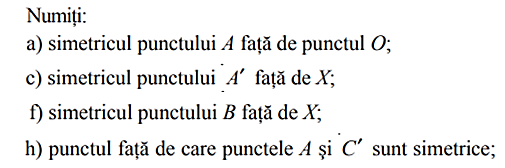 Numiți:
a) simetricul punctului A față de punctul O;
c) simetricul punctului A′ față de X;
f) simetricul punctului B față de X;
h) punctul față de care punctele A şi C′ sunt simetrice;